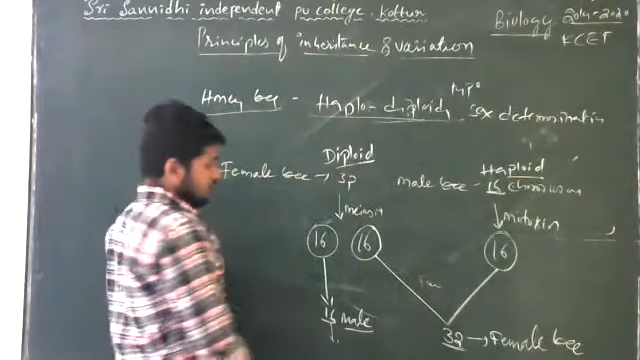 Sri Sannidhi independent pu college. Kottur
Biology 2019-2020
KCET
Principles of inheritance & variation
Honey bee - Haplo-diploidy sex determination
Diploid
Female bee → 32
Haploid
male bee - 16 chromosome
meiosis
mitosis
16 16 16
16 male
32 → Female bee